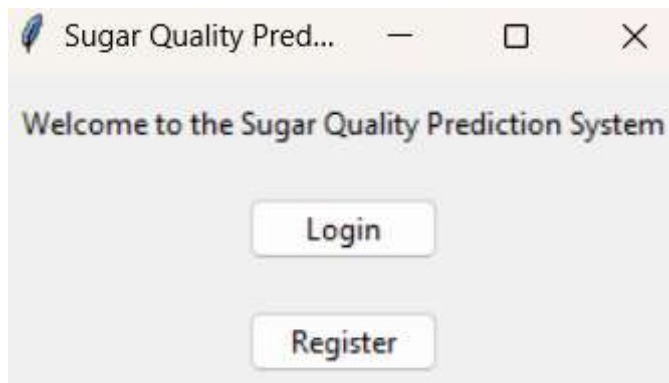 Sugar Quality Pred...
Welcome to the Sugar Quality Prediction System
Login
Register